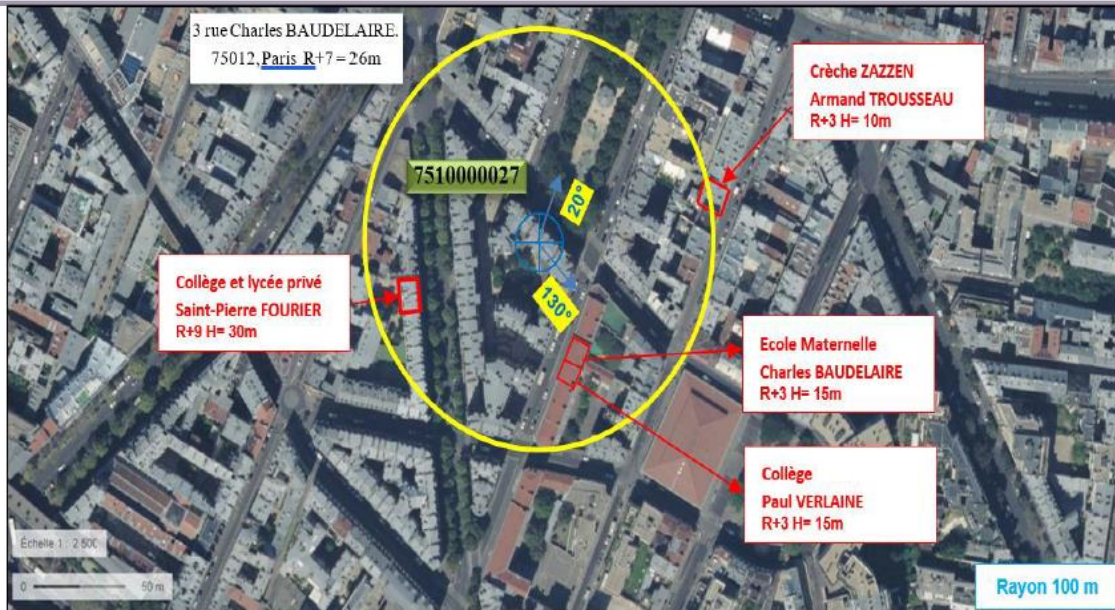 3 rue Charles BAUDELAIRE.
75012, Paris R+7 = 26m
Crèche ZAZZEN
Armand TROUSSEAU
R+3 H= 10m
7510000027
20°
130°
Collège et lycée privé
Saint-Pierre FOURIER
R+9 H= 30m
Ecole Maternelle
Charles BAUDELAIRE
R+3 H= 15m
Collège
Paul VERLAINE
R+3 H= 15m
Échelle 1 : 2 500
0 50 m
Rayon 100 m